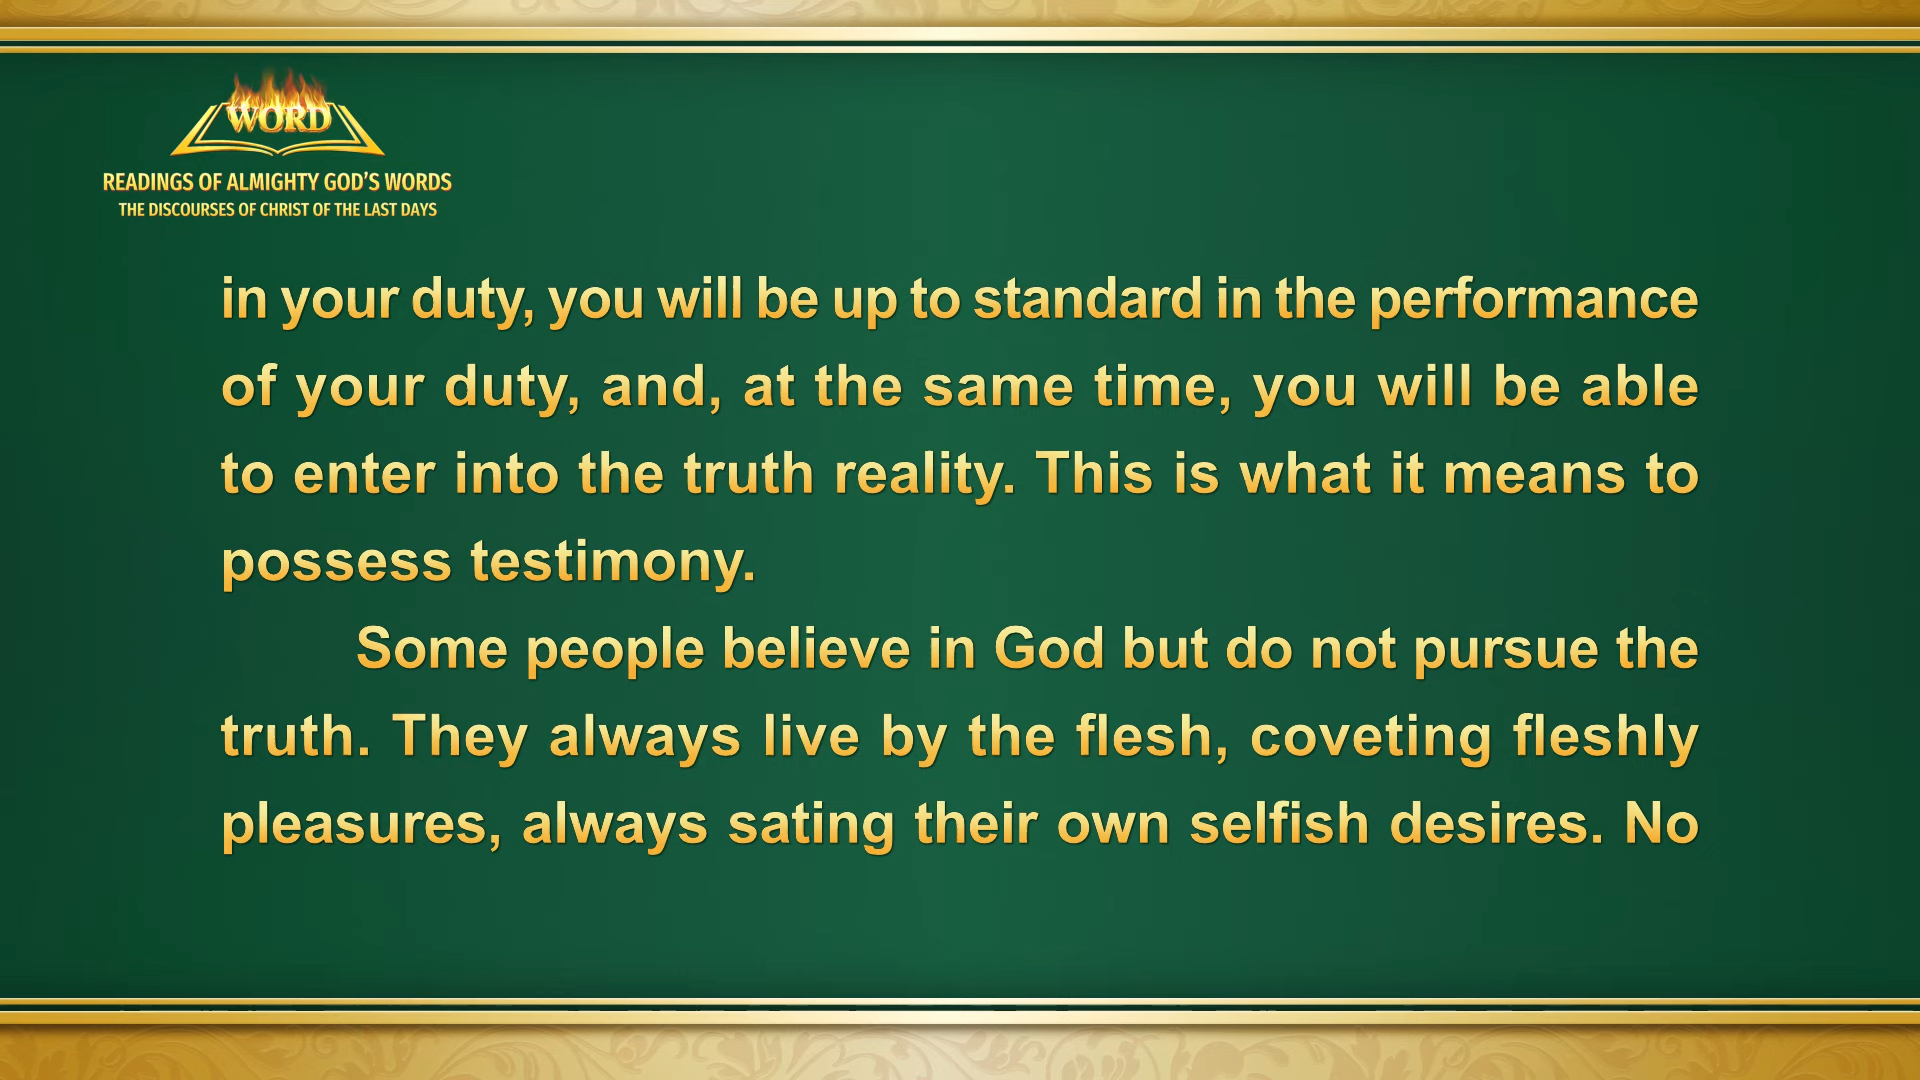 WORD
READINGS OF ALMIGHTY GOD'S WORDS
THE DISCOURSES OF CHRIST OF THE LAST DAYS
in your duty, you will be up to standard in the performance
of your duty, and, at the same time, you will be able
to enter into the truth reality. This is what it means to
possess testimony.
Some people believe in God but do not pursue the
truth. They always live by the flesh, coveting fleshly
pleasures, always sating their own selfish desires. No